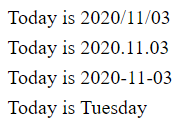 Today is 2020/11/03
Today is 2020.11.03
Today is 2020-11-03
Today is Tuesday